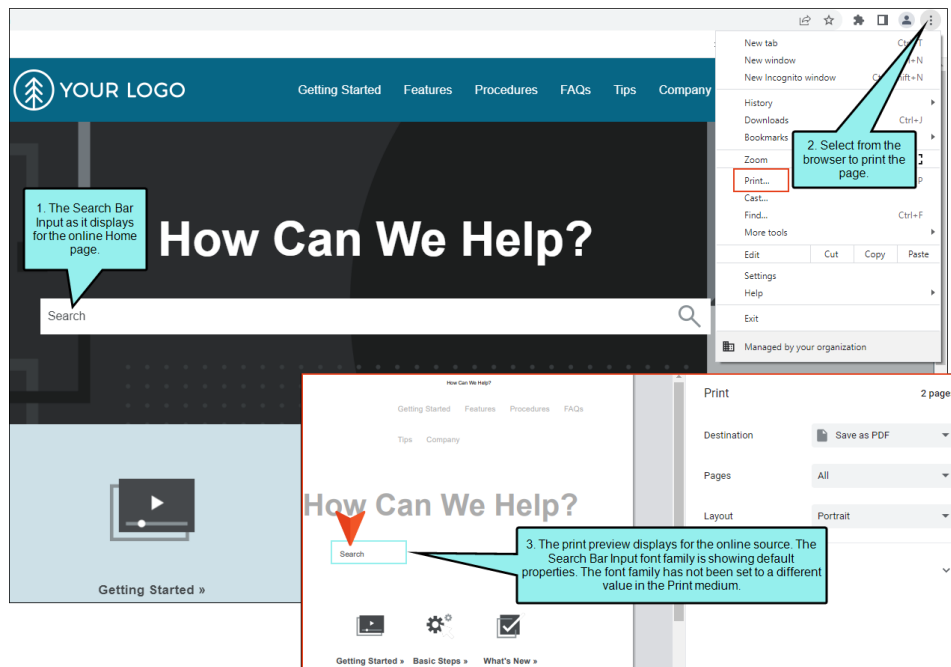 New tab
Ctrl+T
New window
New Incognito window
History
Downloads
Ctrl+J
Bookmarks
Zoom
Print...
Cast...
Find...
Ctrl+F
More tools
Edit
Cut
Copy
Paste
Settings
Help
Exit
Managed by your organization
2. Select from the
browser to print the
page.
YOUR LOGO
Getting Started
Features
Procedures
FAQs
Tips
Company
1. The Search Bar
Input as it displays
for the online Home
page.
How Can We Help?
Search
Getting Started »
How Can We Help?
Getting Started
Features
Procedures
FAQs
Tips
Company
How Can We Help?
Search
3. The print preview displays for the online source. The
Search Bar Input font family is showing default
properties. The font family has not been set to a different
value in the Print medium.
Getting Started »
Basic Steps »
What's New »
Print
2 page
Destination
Save as PDF
Pages
All
Layout
Portrait